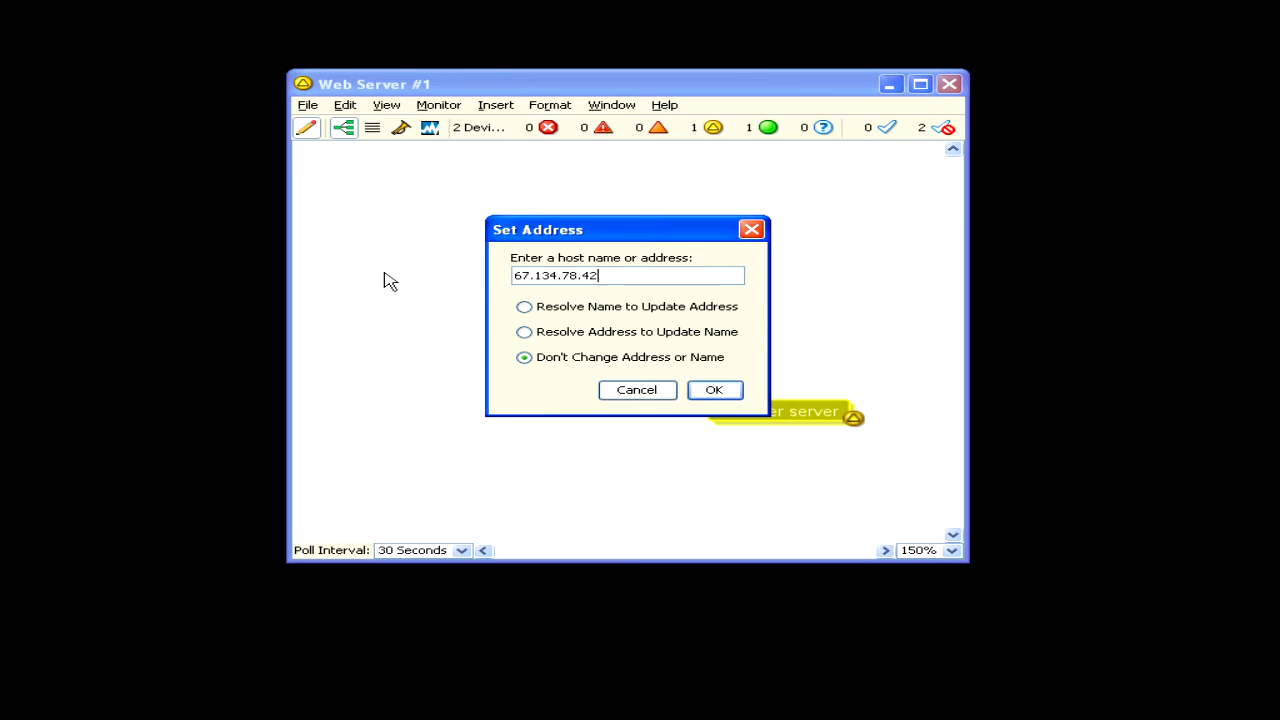 Web Server #1
File Edit View Monitor Insert Format Window Help
2 Devi... 0 0 0 1 1 0 0 2
Set Address
Enter a host name or address:
67.134.78.42
Resolve Name to Update Address
Resolve Address to Update Name
Don't Change Address or Name
Cancel OK
er server
Poll Interval: 30 Seconds 150%